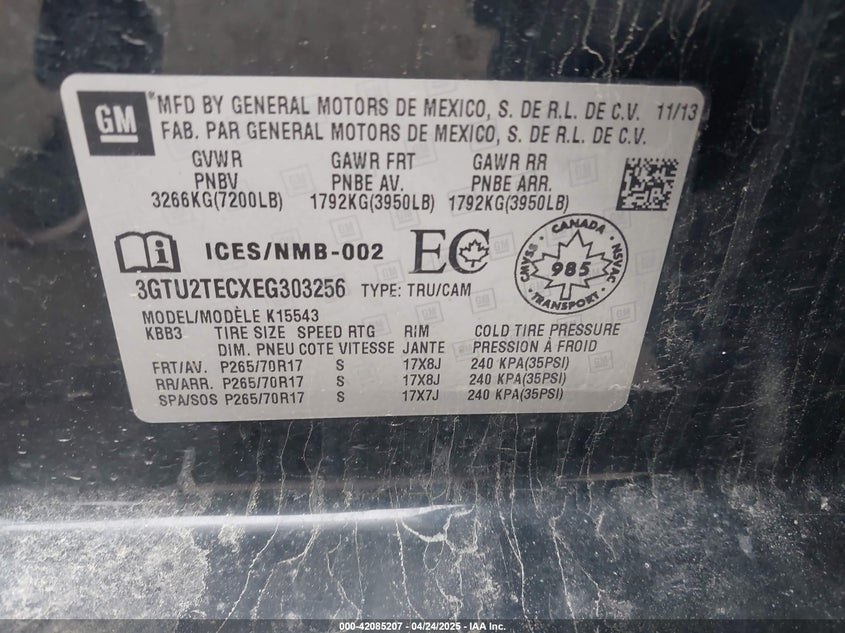 GM
*MFD BY GENERAL MOTORS DE MEXICO, S. DE R.L. DE C.V. 11/13
FAB. PAR GENERAL MOTORS DE MEXICO, S. DE R.L. DE C.V.
GVWR GAWR FRT GAWR RR
PNBV PNBE AV. PNBE ARR.
3266KG(7200LB) 1792KG(3950LB) 1792KG(3950LB)
i ICES/NMB-002 EC CANADA CMVSS NSVAC 985 TRANSPORT
3GTU2TECXEG303256 TYPE: TRU/CAM
MODEL/MODÈLE K15543
KBB3 TIRE SIZE SPEED RTG RIM COLD TIRE PRESSURE
DIM. PNEU COTE VITESSE JANTE PRESSION À FROID
FRT/AV. P265/70R17 S 17X8J 240 KPA(35PSI)
RR/ARR. P265/70R17 S 17X8J 240 KPA(35PSI)
SPA/SOS P265/70R17 S 17X7J 240 KPA(35PSI)
000-42085207 - 04/24/2025 - IAA Inc.